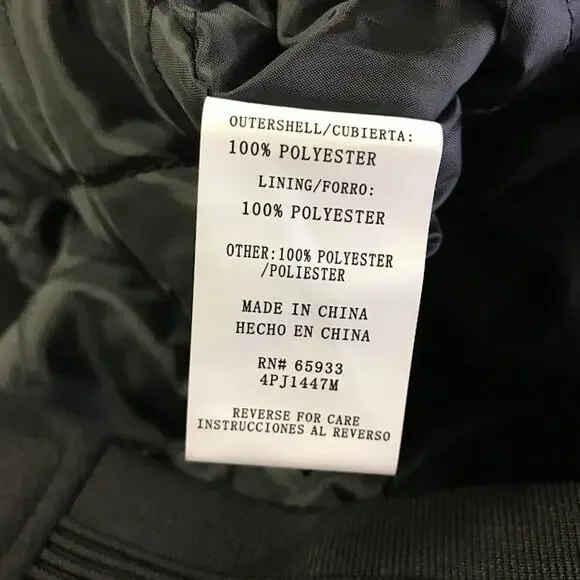 OUTERSHELL/CUBIERTA:
100% POLYESTER
LINING/FORRO:
100% POLYESTER
OTHER:100% POLYESTER
/POLIESTER
MADE IN CHINA
HECHO EN CHINA
RN# 65933
4PJ1447M
REVERSE FOR CARE
INSTRUCCIONES AL REVERSO